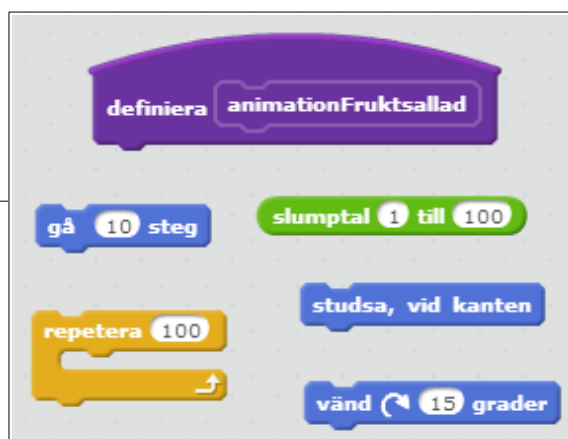 definiera animationFruktsallad
gå 10 steg
slumptal 1 till 100
studsa, vid kanten
repetera 100
vänd 15 grader